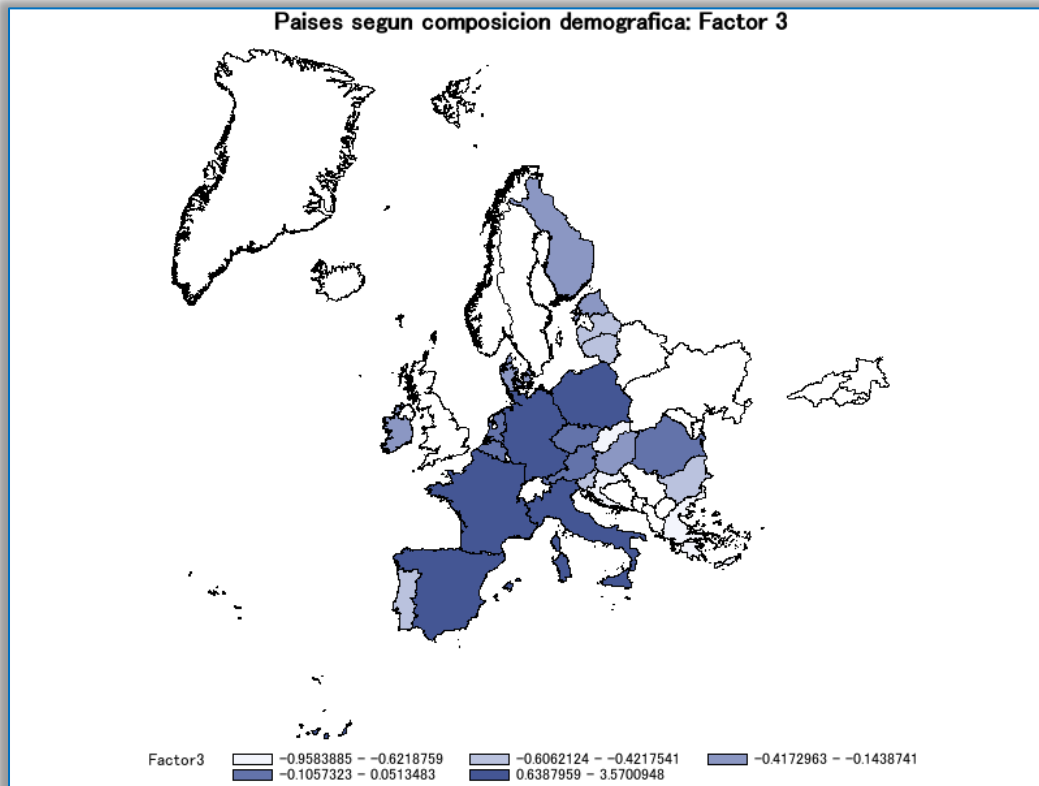 Paises segun composicion demografica: Factor 3
Factor3 -0.9583885 - -0.6218759 -0.6062124 - -0.4217541 -0.4172963 - -0.1438741
-0.1057323 - 0.0513483 0.6387959 - 3.5700948